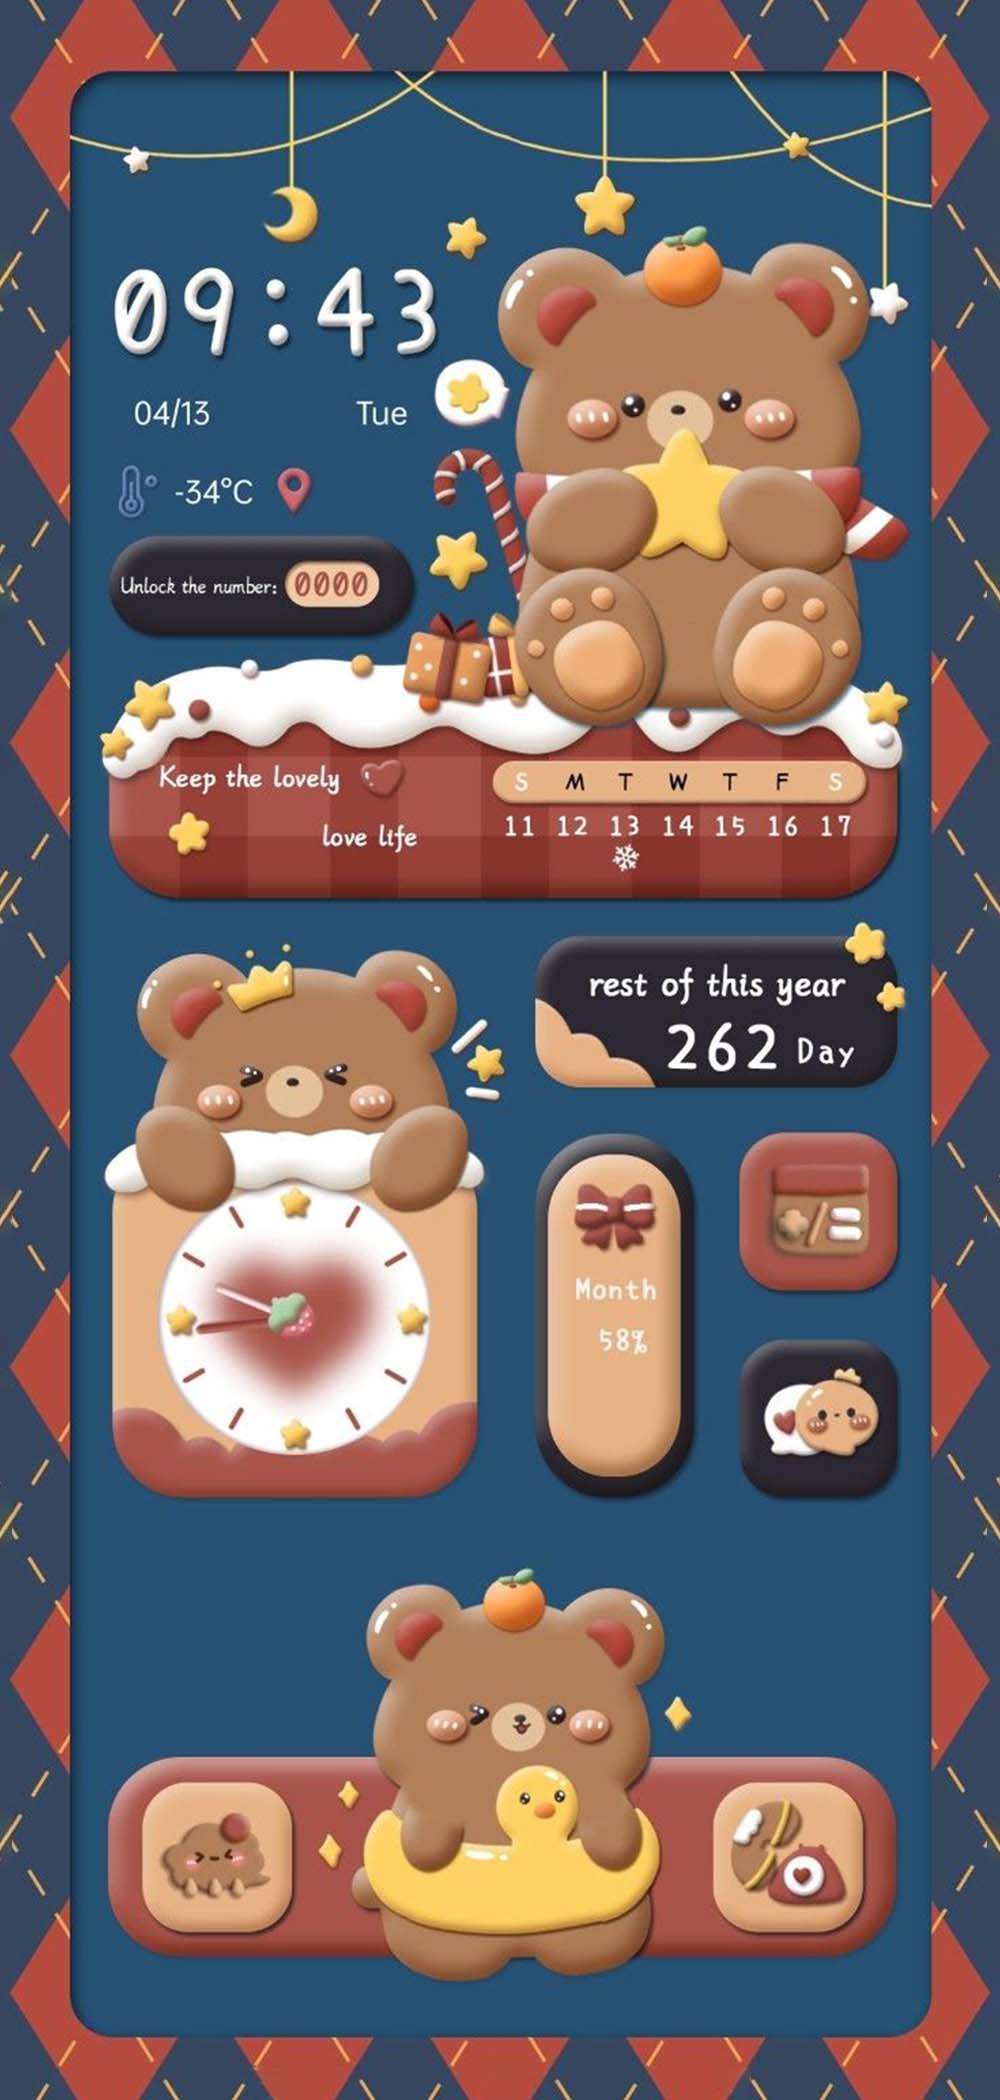 09:43
04/13 Tue
-34°C
Unlock the number: 0000
Keep the lovely
love life
S M T W T F S
11 12 13 14 15 16 17
rest of this year
262 Day
Month
58%